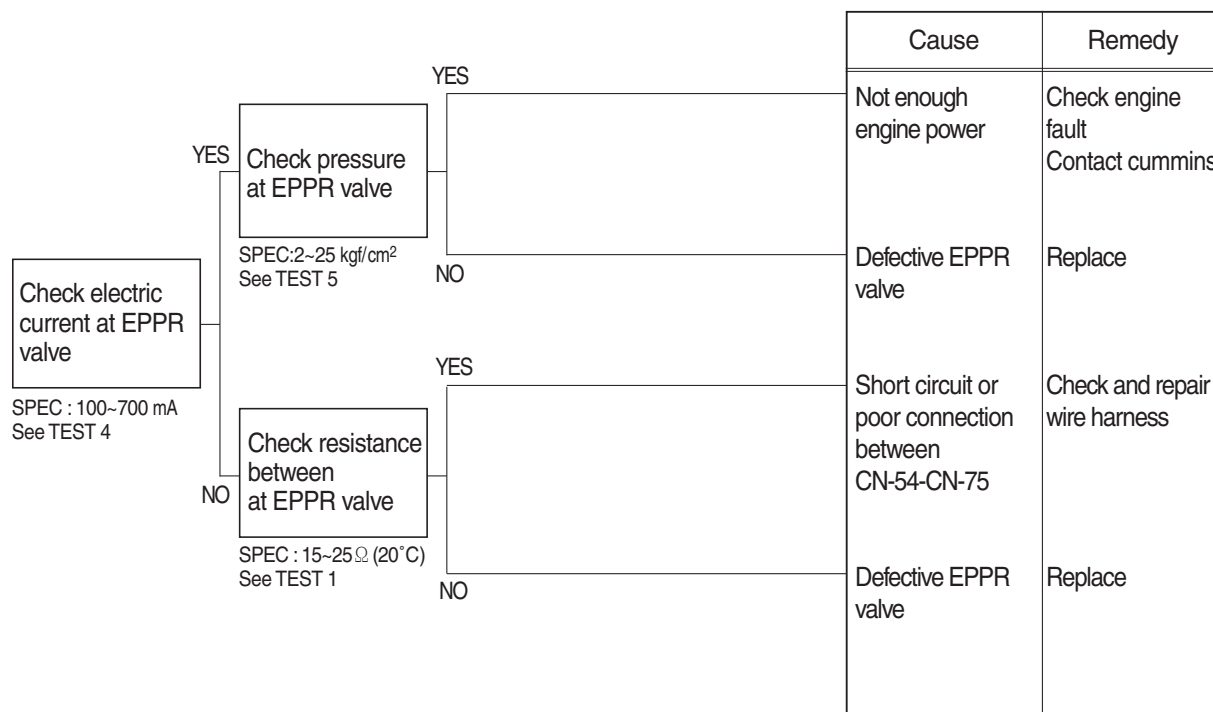 Cause
Remedy
YES
Not enough
engine power
Check engine
fault
Contact cummins
YES
Check pressure
at EPPR valve
SPEC:2~25 kgf/cm²
See TEST 5
NO
Defective EPPR
valve
Replace
Check electric
current at EPPR
valve
SPEC : 100~700 mA
See TEST 4
YES
Short circuit or
poor connection
between
CN-54-CN-75
Check and repair
wire harness
NO
Check resistance
between
at EPPR valve
SPEC : 15~25Ω (20˚C)
See TEST 1
NO
Defective EPPR
valve
Replace